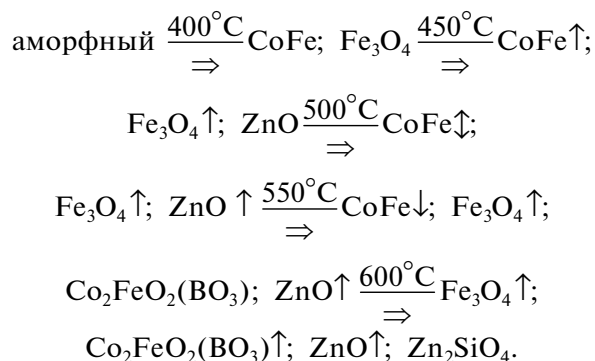 аморфный 400°C ⇒ CoFe; Fe₃O₄ 450°C ⇒ CoFe↑;
Fe₃O₄↑; ZnO 500°C ⇒ CoFe↕;
Fe₃O₄↑; ZnO ↑ 550°C ⇒ CoFe↓; Fe₃O₄↑;
Co₂FeO₂(BO₃); ZnO↑ 600°C ⇒ Fe₃O₄↑;
Co₂FeO₂(BO₃)↑; ZnO↑; Zn₂SiO₄.